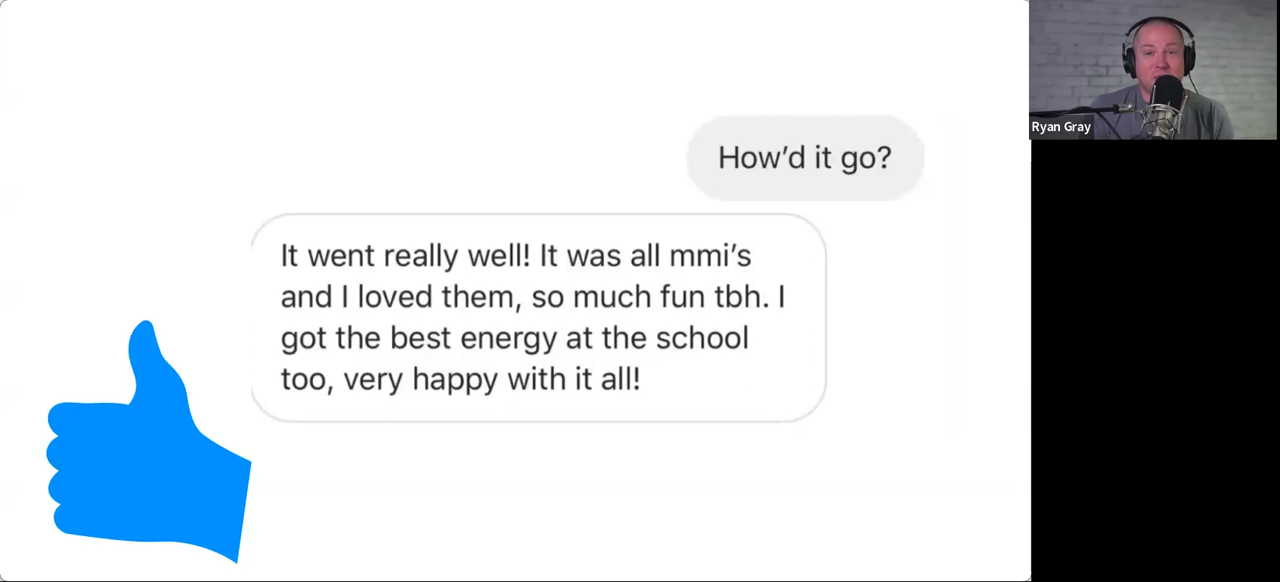 How'd it go?
It went really well! It was all mmi's
and I loved them, so much fun tbh. I
got the best energy at the school
too, very happy with it all!
Ryan Gray